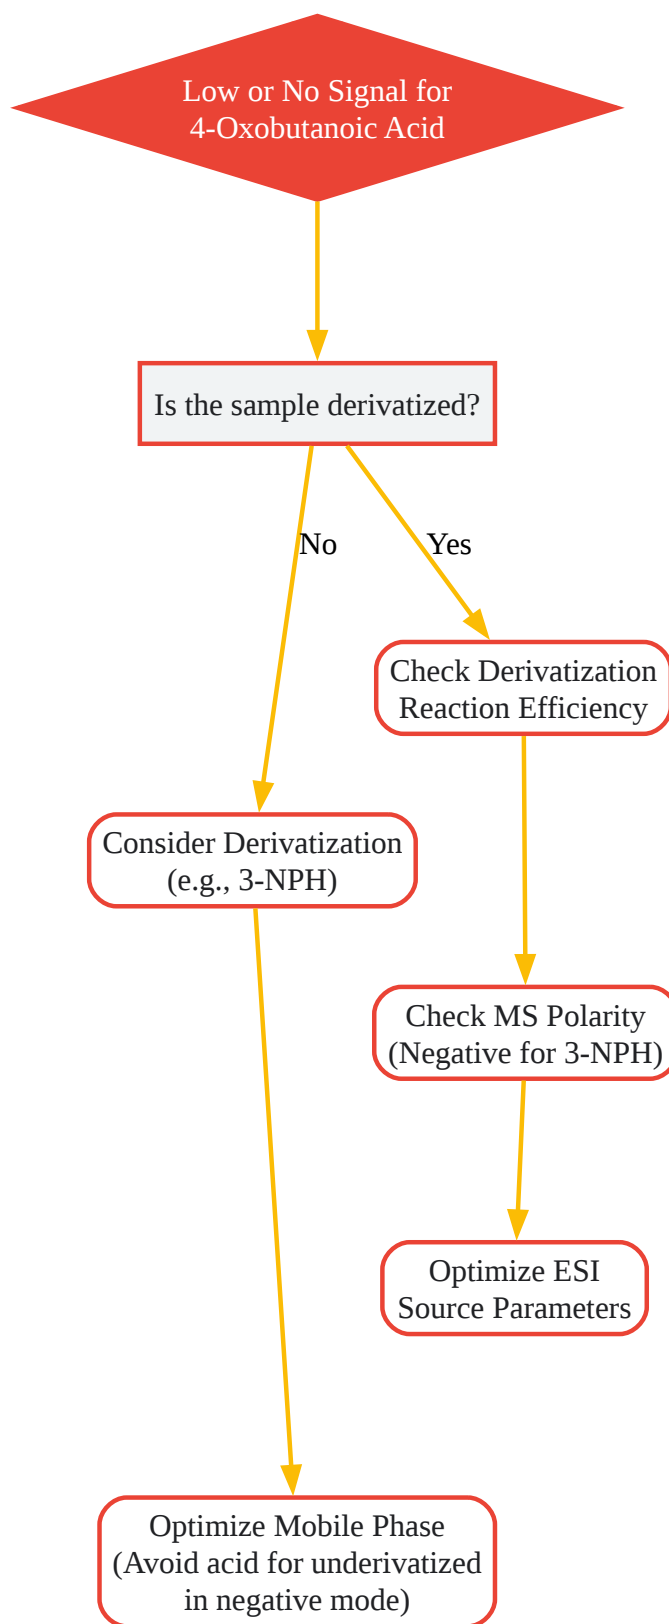 Low or No Signal for
4-Oxobutanoic Acid
Is the sample derivatized?
No
Yes
Check Derivatization
Reaction Efficiency
Consider Derivatization
(e.g., 3-NPH)
Check MS Polarity
(Negative for 3-NPH)
Optimize ESI
Source Parameters
Optimize Mobile Phase
(Avoid acid for underivatized
in negative mode)